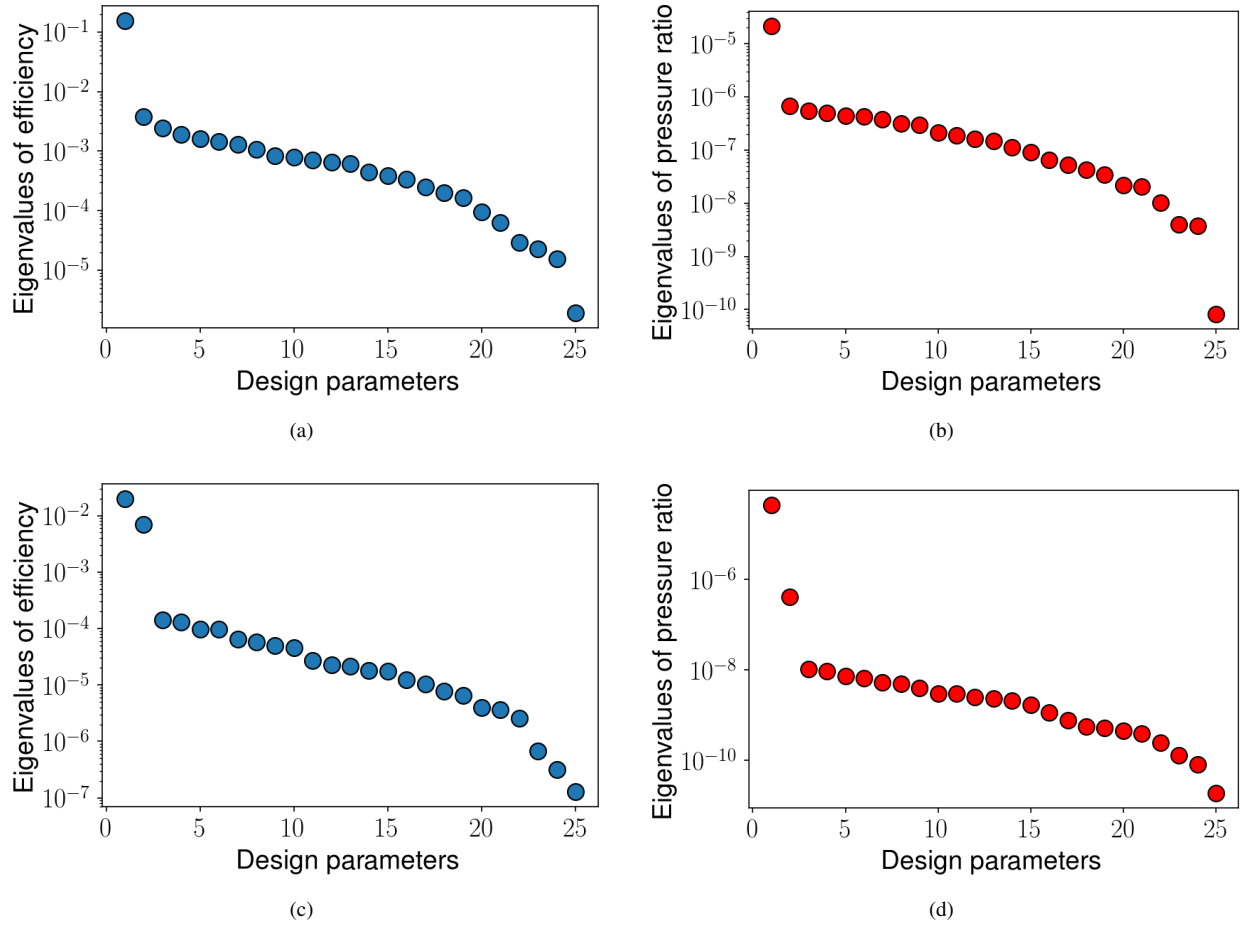 Eigenvalues of efficiency
10⁻¹
10⁻²
10⁻³
10⁻⁴
10⁻⁵
0 5 10 15 20 25
Design parameters
(a)
Eigenvalues of pressure ratio
10⁻⁵
10⁻⁶
10⁻⁷
10⁻⁸
10⁻⁹
10⁻¹⁰
0 5 10 15 20 25
Design parameters
(b)
Eigenvalues of efficiency
10⁻²
10⁻³
10⁻⁴
10⁻⁵
10⁻⁶
10⁻⁷
0 5 10 15 20 25
Design parameters
(c)
Eigenvalues of pressure ratio
10⁻⁶
10⁻⁸
10⁻¹⁰
0 5 10 15 20 25
Design parameters
(d)